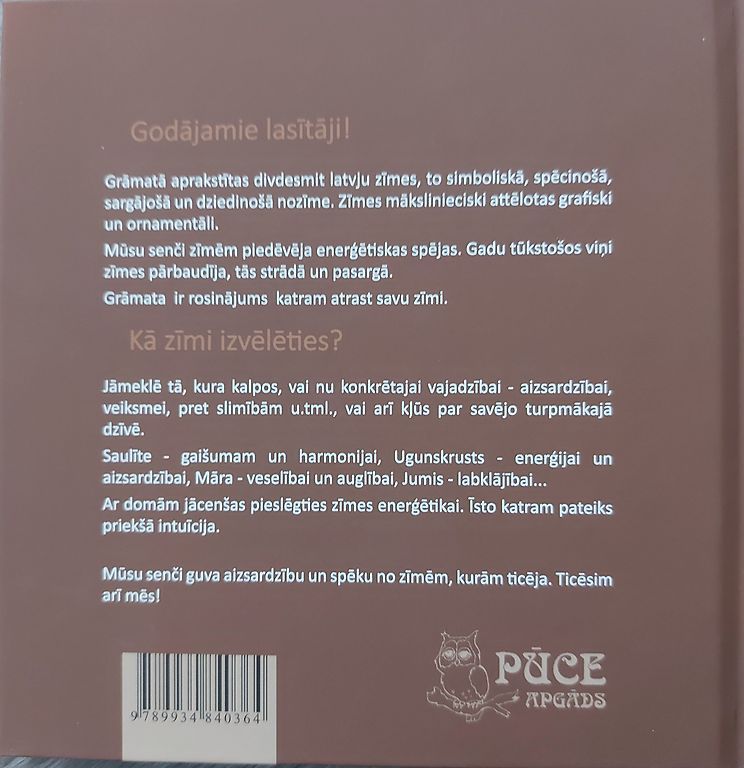 Godājamie lasītāji!
Grāmatā aprakstītas divdesmit latvju zīmes, to simboliskā, spēcinošā,
sargājošā un dziedinošā nozīme. Zīmes mākslinieciski attēlotas grafiski
un ornamentāli.
Mūsu senči zīmēm piedēvēja enerģētiskas spējas. Gadu tūkstošos viņi
zīmes pārbaudīja, tās strādā un pasargā.
Grāmata ir rosinājums katram atrast savu zīmi.
Kā zīmi izvēlēties?
Jāmeklē tā, kura kalpos, vai nu konkrētajai vajadzībai - aizsardzībai,
veiksmei, pret slimībām u.tml., vai arī kļūs par savējo turpmākajā
dzīvē.
Saulīte - gaišumam un harmonijai, Ugunskrusts - enerģijai un
aizsardzībai, Māra - veselībai un auglībai, Jumis - labklājībai...
Ar domām jācenšas pieslēgties zīmes enerģētikai. Īsto katram pateiks
priekšā intuīcija.
Mūsu senči guva aizsardzību un spēku no zīmēm, kurām ticēja. Ticēsim
arī mēs!
PŪCE
APGĀDS
9 789934 840364